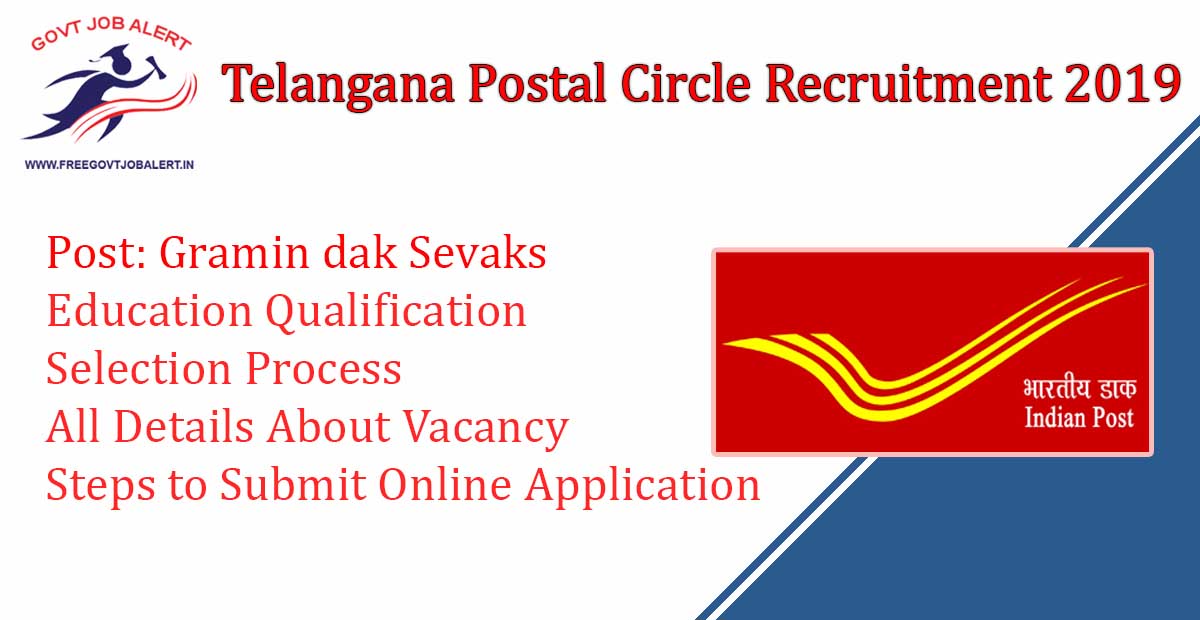 GOVT JOB ALERT
WWW.FREEGOVTJOBALERT.IN
Telangana Postal Circle Recruitment 2019
Post: Gramin dak Sevaks
Education Qualification
Selection Process
All Details About Vacancy
Steps to Submit Online Application
भारतीय डाक
Indian Post